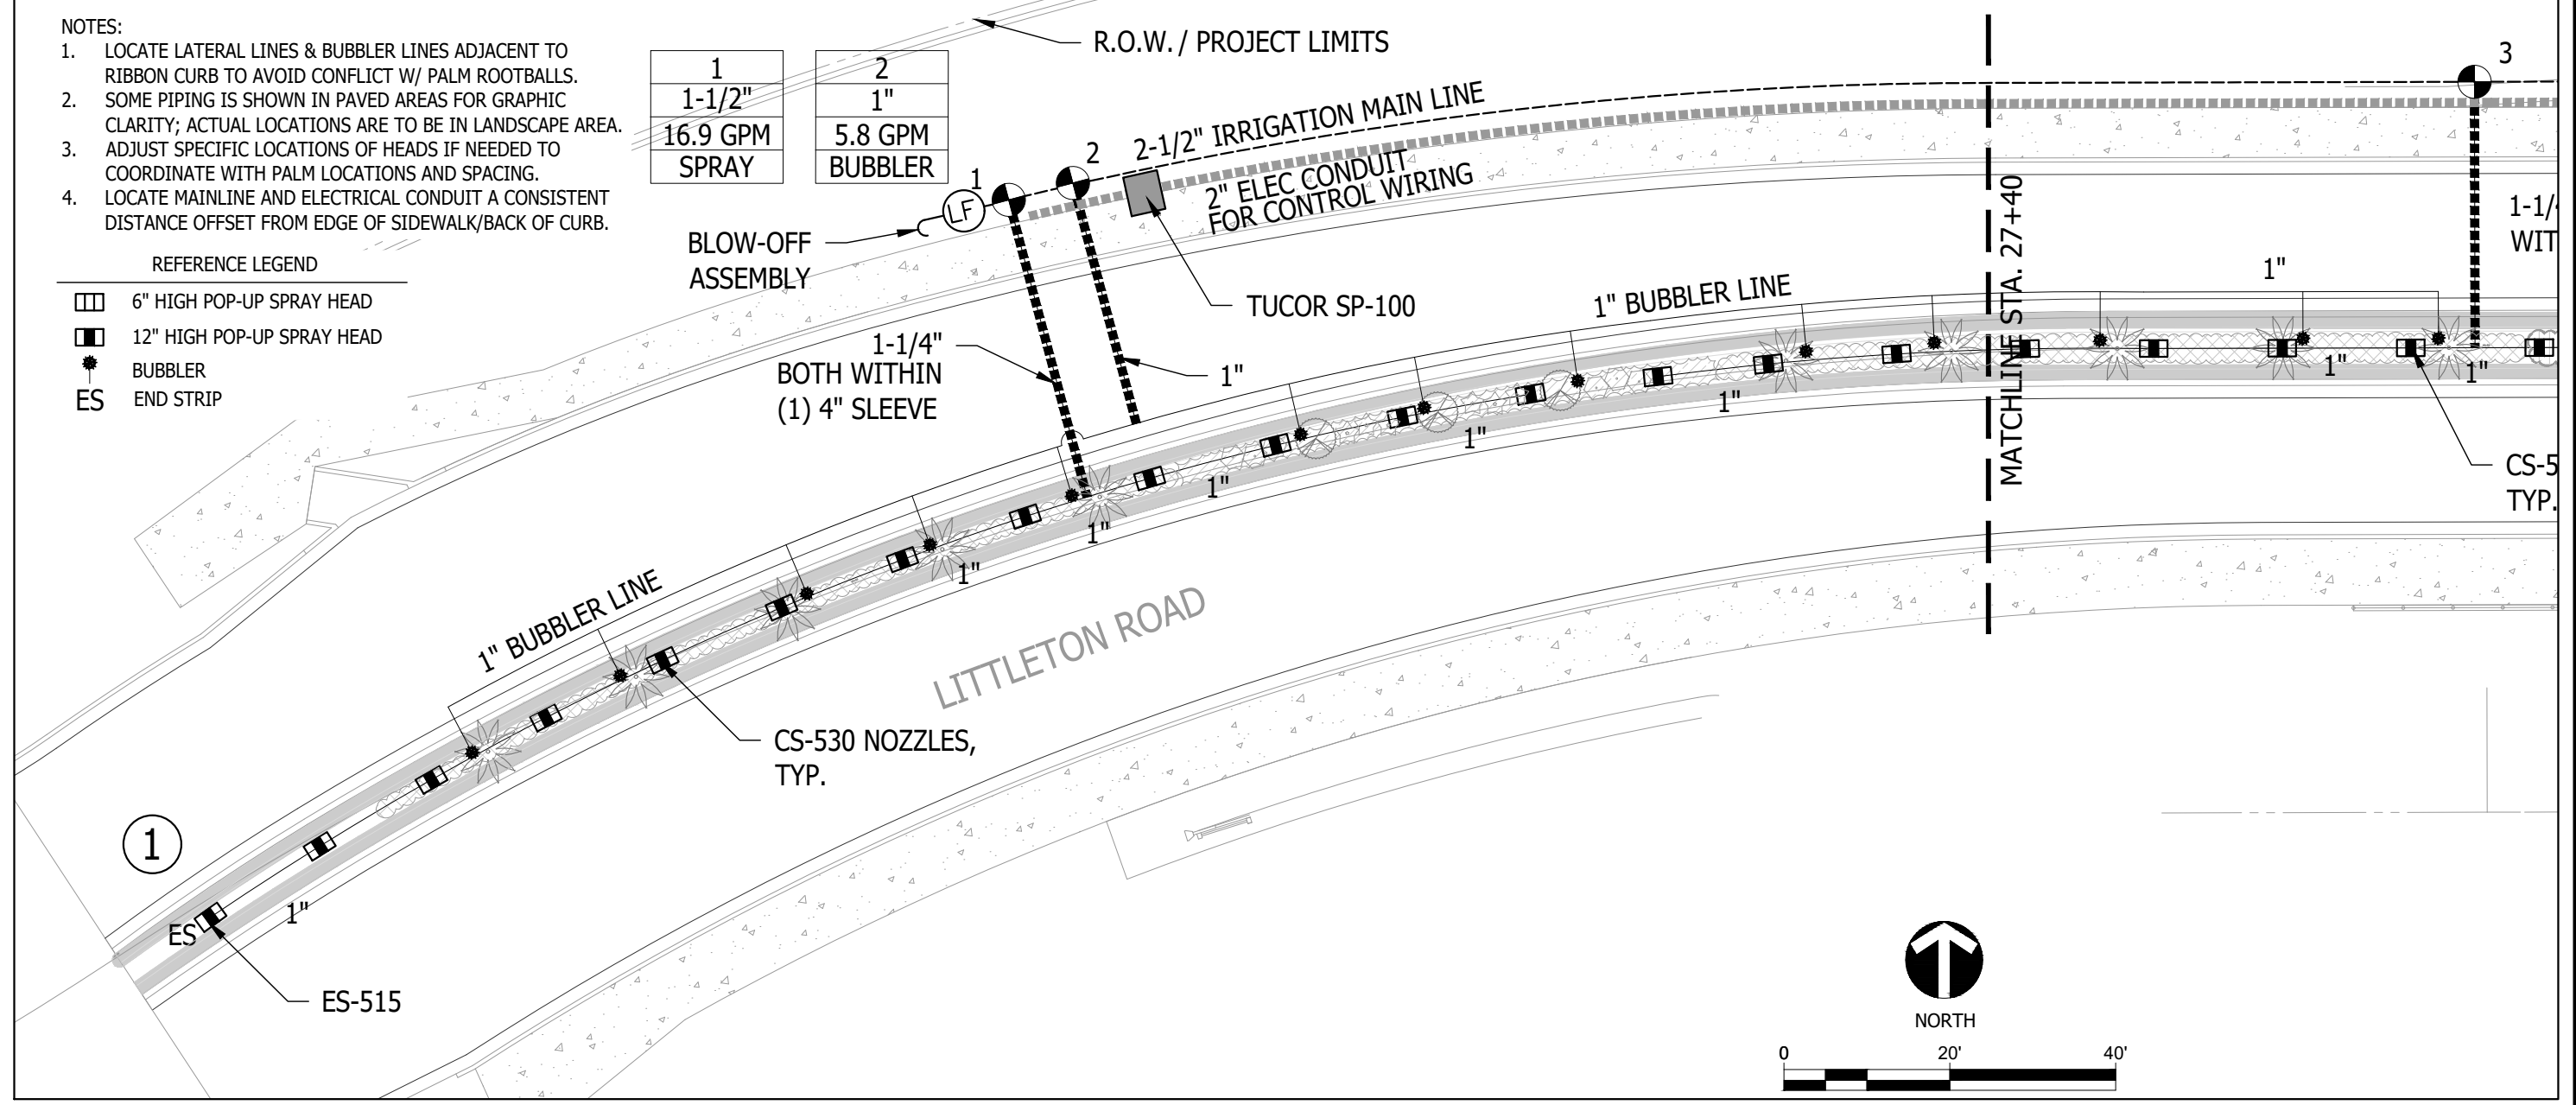 NOTES:
1. LOCATE LATERAL LINES & BUBBLER LINES ADJACENT TO
RIBBON CURB TO AVOID CONFLICT W/ PALM ROOTBALLS.
2. SOME PIPING IS SHOWN IN PAVED AREAS FOR GRAPHIC
CLARITY; ACTUAL LOCATIONS ARE TO BE IN LANDSCAPE AREA.
3. ADJUST SPECIFIC LOCATIONS OF HEADS IF NEEDED TO
COORDINATE WITH PALM LOCATIONS AND SPACING.
4. LOCATE MAINLINE AND ELECTRICAL CONDUIT A CONSISTENT
DISTANCE OFFSET FROM EDGE OF SIDEWALK/BACK OF CURB.
REFERENCE LEGEND
6" HIGH POP-UP SPRAY HEAD
12" HIGH POP-UP SPRAY HEAD
BUBBLER
ES END STRIP
1
1-1/2"
16.9 GPM
SPRAY
2
1"
5.8 GPM
BUBBLER
R.O.W. / PROJECT LIMITS
1
2
3
LF
2-1/2" IRRIGATION MAIN LINE
2" ELEC CONDUIT
FOR CONTROL WIRING
BLOW-OFF
ASSEMBLY
TUCOR SP-100
1-1/4"
BOTH WITHIN
(1) 4" SLEEVE
1"
1" BUBBLER LINE
MATCHLINE STA. 27+40
1"
1-1/4
WIT
1"
1"
CS-5
TYP.
1"
1"
1"
1"
1"
1" BUBBLER LINE
LITTLETON ROAD
CS-530 NOZZLES,
TYP.
1
ES
1"
ES-515
NORTH
0 20' 40'